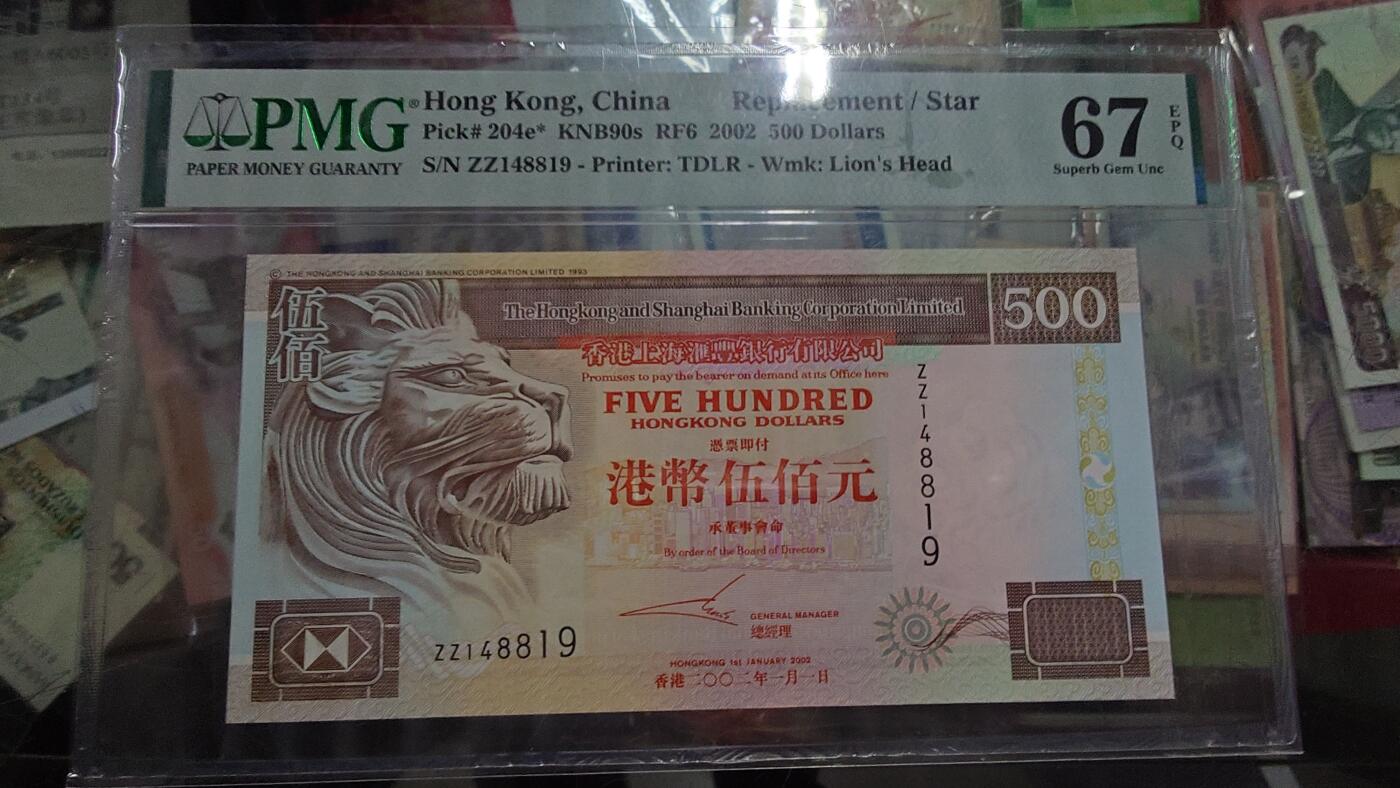 PMG®
PAPER MONEY GUARANTY
Hong Kong, China Replacement / Star
Pick# 204e* KNB90s RF6 2002 500 Dollars
S/N ZZ148819 - Printer: TDLR - Wmk: Lion's Head
67
EPQ
Superb Gem Unc
© THE HONGKONG AND SHANGHAI BANKING CORPORATION LIMITED 1993
伍佰
The Hongkong and Shanghai Banking Corporation Limited
500
香港上海滙豐銀行有限公司
Promises to pay the bearer on demand at its Office here
FIVE HUNDRED
HONGKONG DOLLARS
憑票即付
港幣伍佰元
承董事會命
By order of the Board of Directors
ZZ148819
GENERAL MANAGER
總經理
ZZ148819
HONGKONG 1st JANUARY 2002
香港二〇〇二年一月一日